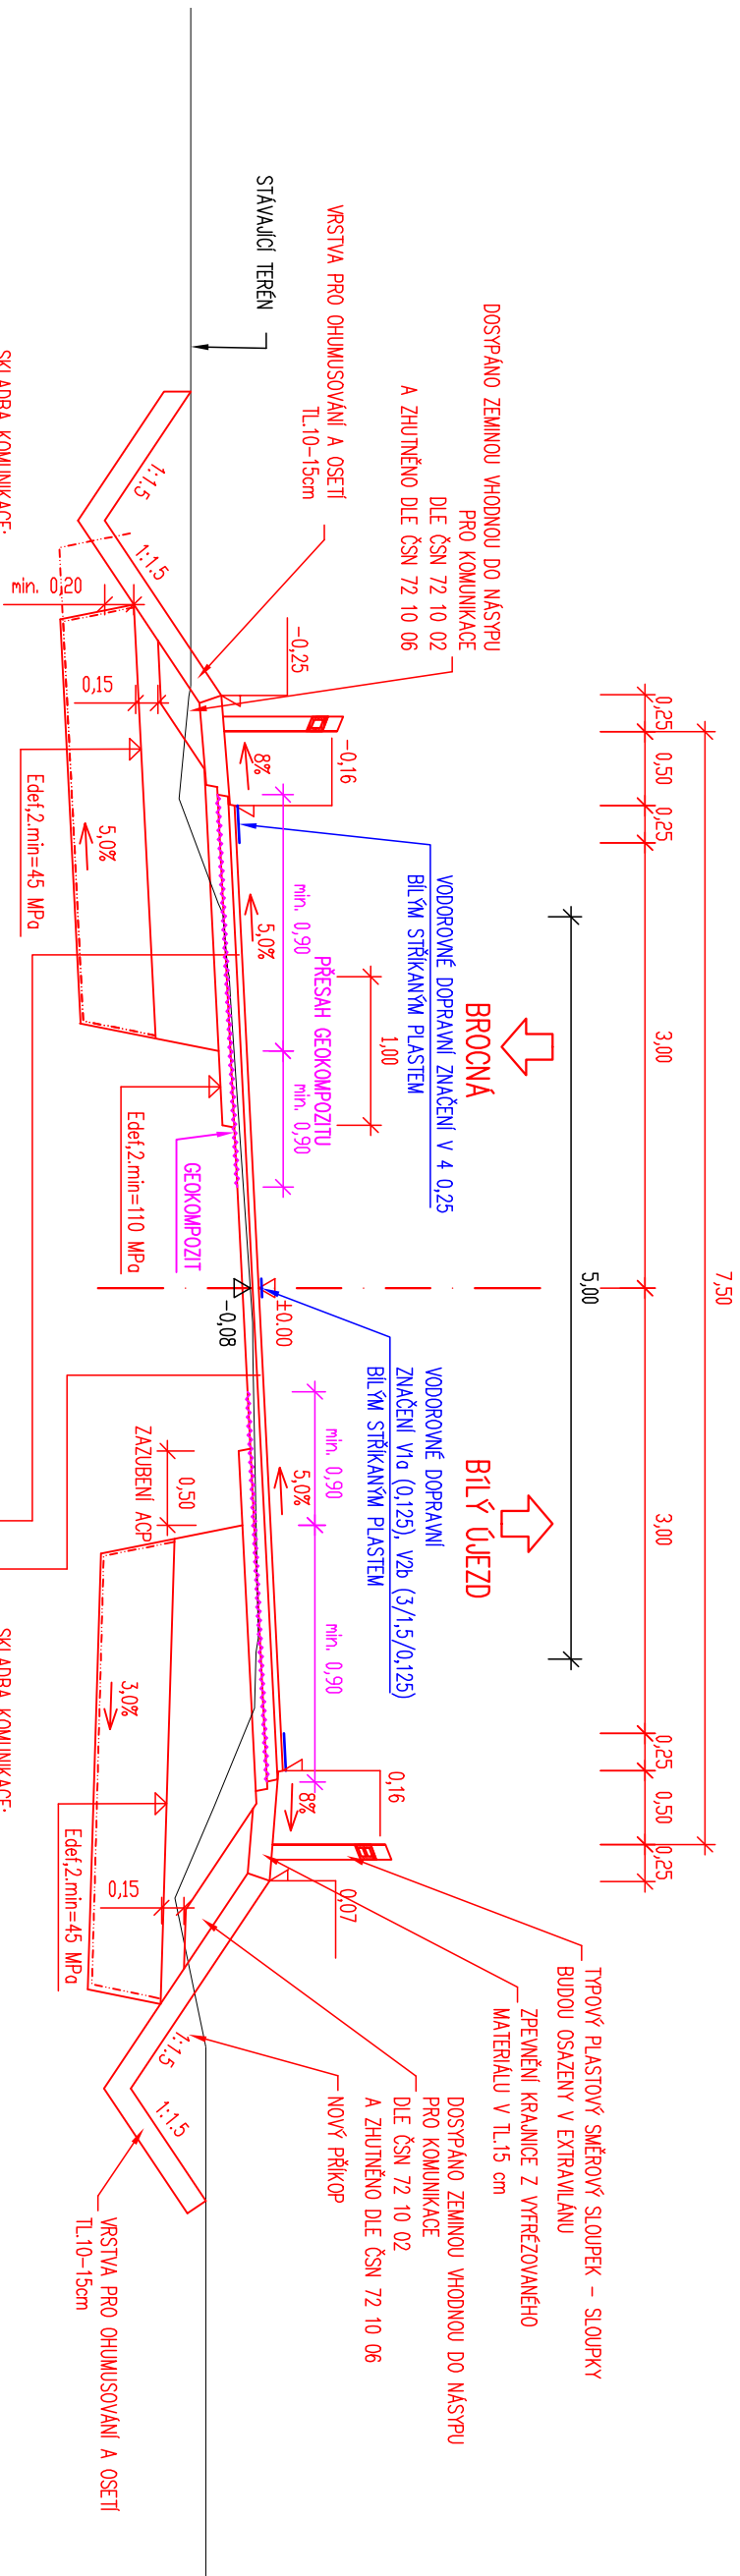 7,50
0,25
0,50
0,25
3,00
3,00
0,25
0,50
0,25
5,00
BROCNÁ
BÍLÝ ÚJEZD
DOSYPÁNO ZEMINOU VHODNOU DO NÁSYPU
PRO KOMUNIKACE
DLE ČSN 72 10 02
A ZHUTNĚNO DLE ČSN 72 10 06
VRSTVA PRO OHUMUSOVÁNÍ A OSETÍ
TL.10-15cm
STÁVAJÍCÍ TERÉN
VODOROVNÉ DOPRAVNÍ ZNAČENÍ V 4 0,25
BÍLÝM STŘÍKANÝM PLASTEM
1,00
PŘESAH GEOKOMPOZITU
min. 0,90
min. 0,90
VODOROVNÉ DOPRAVNÍ
ZNAČENÍ V1a (0,125), V2b (3/1,5/0,125)
BÍLÝM STŘÍKANÝM PLASTEM
min. 0,90
min. 0,90
TYPOVÝ PLASTOVÝ SMĚROVÝ SLOUPEK - SLOUPKY
BUDOU OSAZENY V EXTRAVILÁNU
ZPEVNĚNÍ KRAJNICE Z VYFRÉZOVANÉHO
MATERIÁLU V TL.15 cm
DOSYPÁNO ZEMINOU VHODNOU DO NÁSYPU
PRO KOMUNIKACE
DLE ČSN 72 10 02
A ZHUTNĚNO DLE ČSN 72 10 06
NOVÝ PŘÍKOP
VRSTVA PRO OHUMUSOVÁNÍ A OSETÍ
TL.10-15cm
-0,25
-0,16
8%
5,0%
±0.00
-0,08
5,0%
0,16
8%
0,07
1:1.5
1:1.5
1:1.5
1:1.5
min. 0,20
0,15
5,0%
Edef,2.min=45 MPa
GEOKOMPOZIT
Edef,2.min=110 MPa
0,50
ZAZUBENÍ ACP
3,0%
0,15
Edef,2.min=45 MPa
SKLADBA KOMUNIKACE:
SKLADBA KOMUNIKACE: